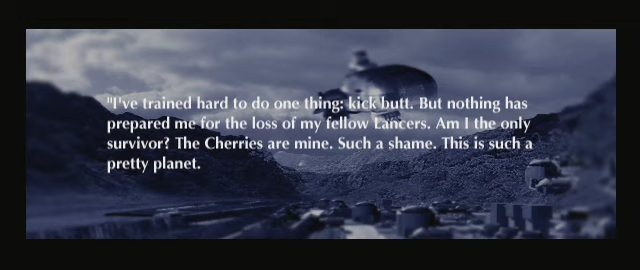 "I've trained hard to do one thing: kick butt. But nothing has
prepared me for the loss of my fellow Lancers. Am I the only
survivor? The Cherries are mine. Such a shame. This is such a
pretty planet.